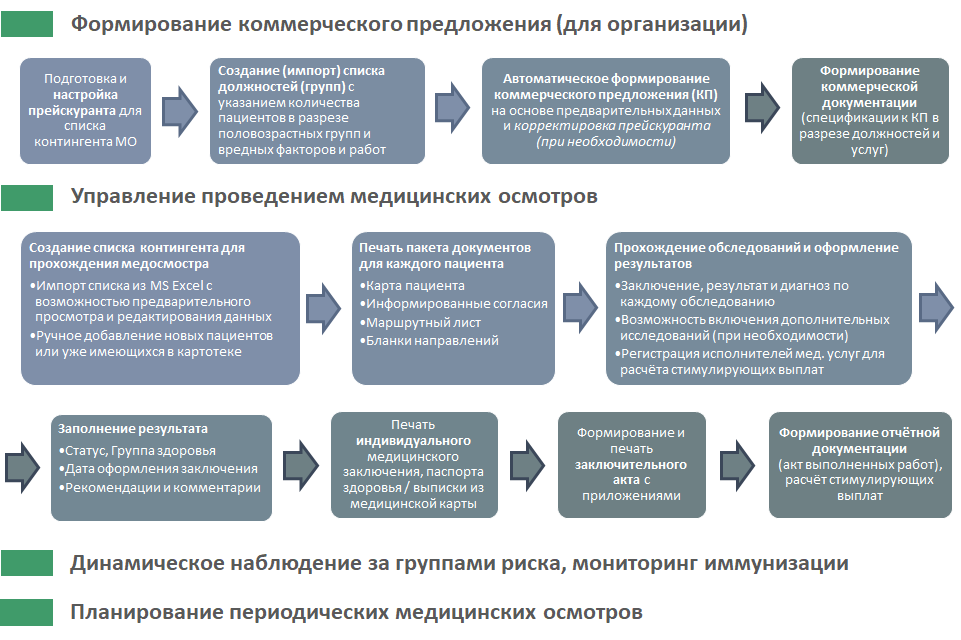 Формирование коммерческого предложения (для организации)
Подготовка и
настройка
прейскуранта для
списка
контингента МО
Создание (импорт) списка
должностей (групп) с
указанием количества
пациентов в разрезе
половозрастных групп и
вредных факторов и работ
Автоматическое формирование
коммерческого предложения (КП)
на основе предварительных данных
и корректировка прейскуранта
(при необходимости)
Формирование
коммерческой
документации
(спецификации к КП в
разрезе должностей и
услуг)
Управление проведением медицинских осмотров
Создание списка контингента для
прохождения медосмостра
•Импорт списка из MS Excel с
возможностью предварительного
просмотра и редактирования данных
•Ручное добавление новых пациентов
или уже имеющихся в картотеке
Печать пакета документов
для каждого пациента
•Карта пациента
•Информированные согласия
•Маршрутный лист
•Бланки направлений
Прохождение обследований и оформление
результатов
•Заключение, результат и диагноз по
каждому обследованию
•Возможность включения дополнительных
исследований (при необходимости)
•Регистрация исполнителей мед. услуг для
расчёта стимулирующих выплат
Заполнение результата
•Статус, Группа здоровья
•Дата оформления заключения
•Рекомендации и комментарии
Печать
индивидуального
медицинского
заключения, паспорта
здоровья / выписки из
медицинской карты
Формирование и
печать
заключительного
акта с
приложениями
Формирование отчётной
документации
(акт выполненных работ),
расчёт стимулирующих
выплат
Динамическое наблюдение за группами риска, мониторинг иммунизации
Планирование периодических медицинских осмотров